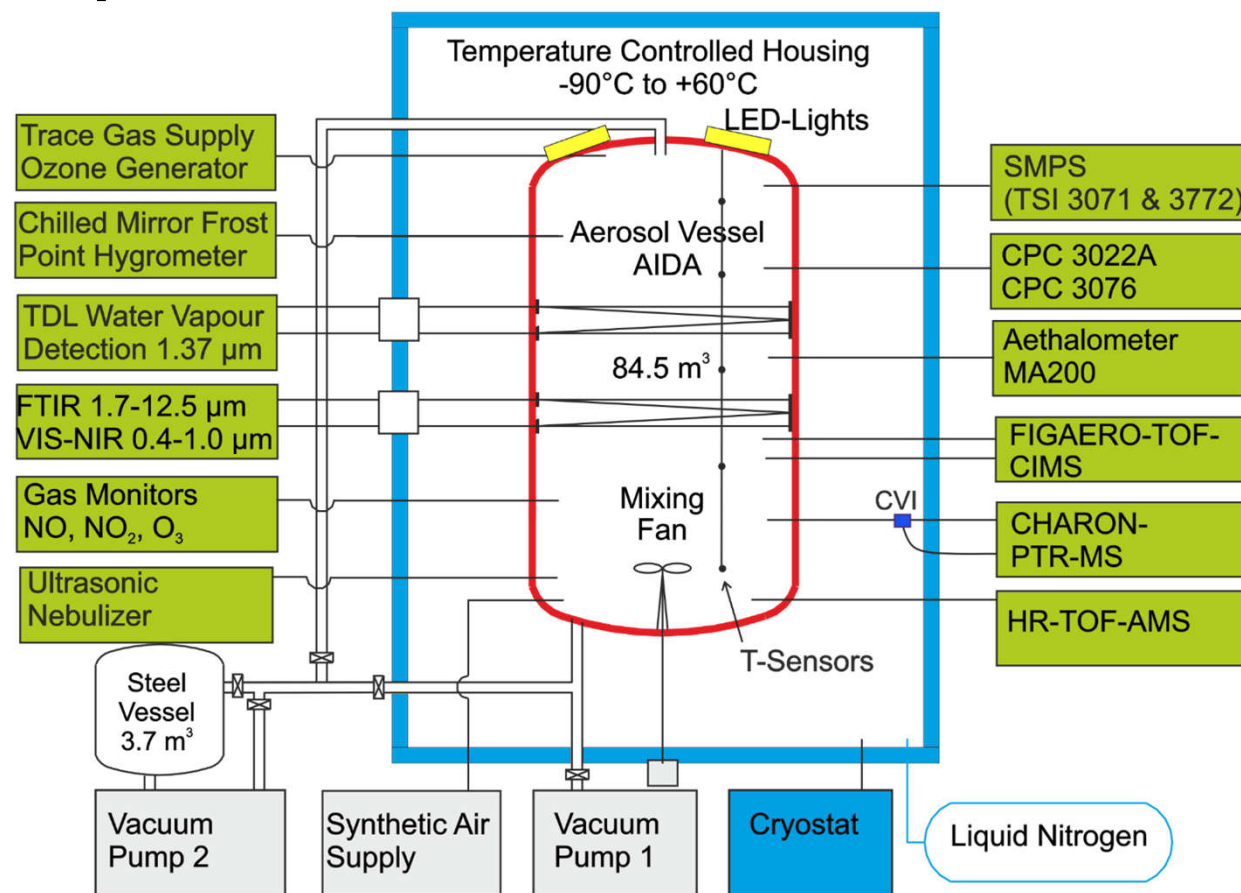 Temperature Controlled Housing
-90°C to +60°C
LED-Lights
Trace Gas Supply
Ozone Generator
Chilled Mirror Frost
Point Hygrometer
TDL Water Vapour
Detection 1.37 µm
FTIR 1.7-12.5 µm
VIS-NIR 0.4-1.0 µm
Gas Monitors
NO, NO₂, O₃
Ultrasonic
Nebulizer
Aerosol Vessel
AIDA
84.5 m³
Mixing
Fan
T-Sensors
SMPS
(TSI 3071 & 3772)
CPC 3022A
CPC 3076
Aethalometer
MA200
FIGAERO-TOF-
CIMS
CVI
CHARON-
PTR-MS
HR-TOF-AMS
Steel
Vessel
3.7 m³
Vacuum
Pump 2
Synthetic Air
Supply
Vacuum
Pump 1
Cryostat
Liquid Nitrogen